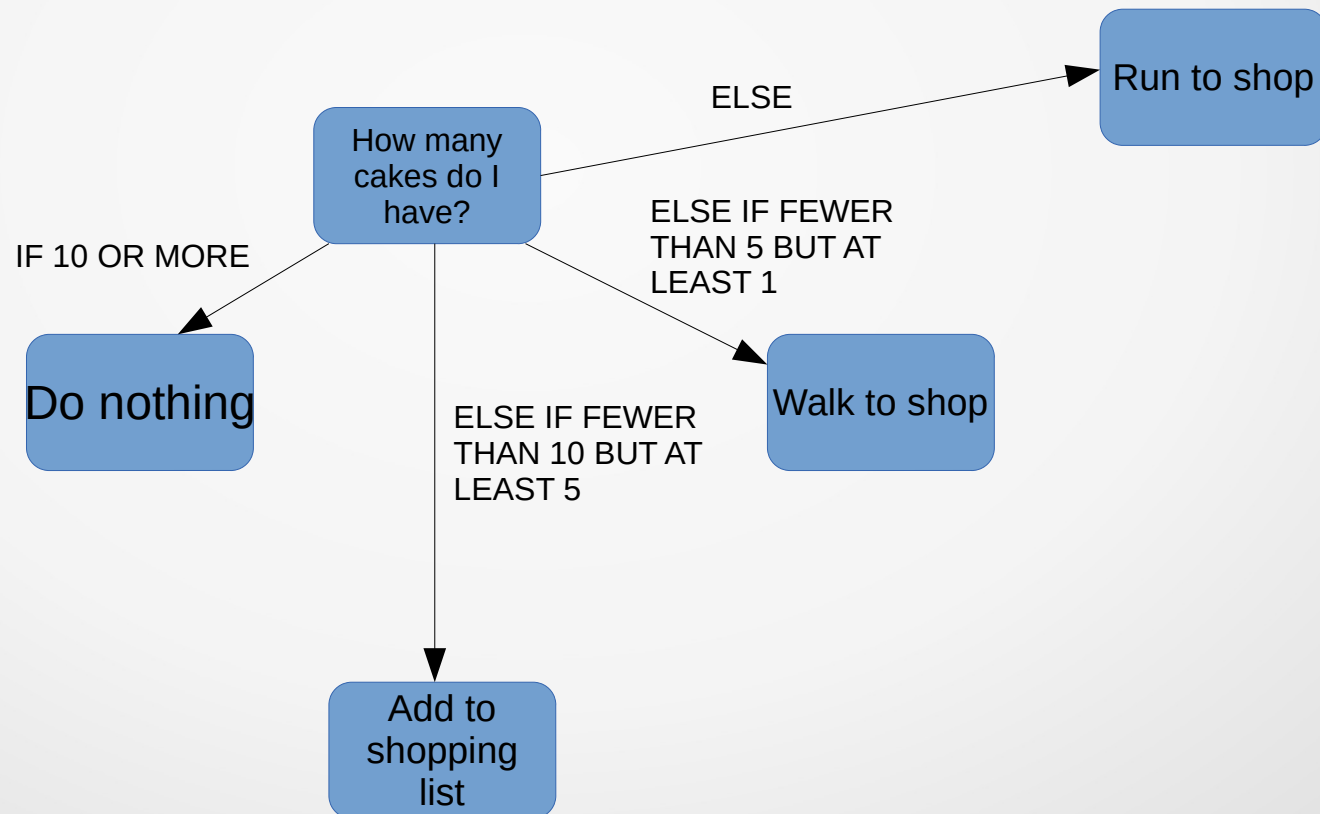 Run to shop
ELSE
How many
cakes do I
have?
ELSE IF FEWER
THAN 5 BUT AT
LEAST 1
IF 10 OR MORE
Do nothing
Walk to shop
ELSE IF FEWER
THAN 10 BUT AT
LEAST 5
Add to
shopping
list